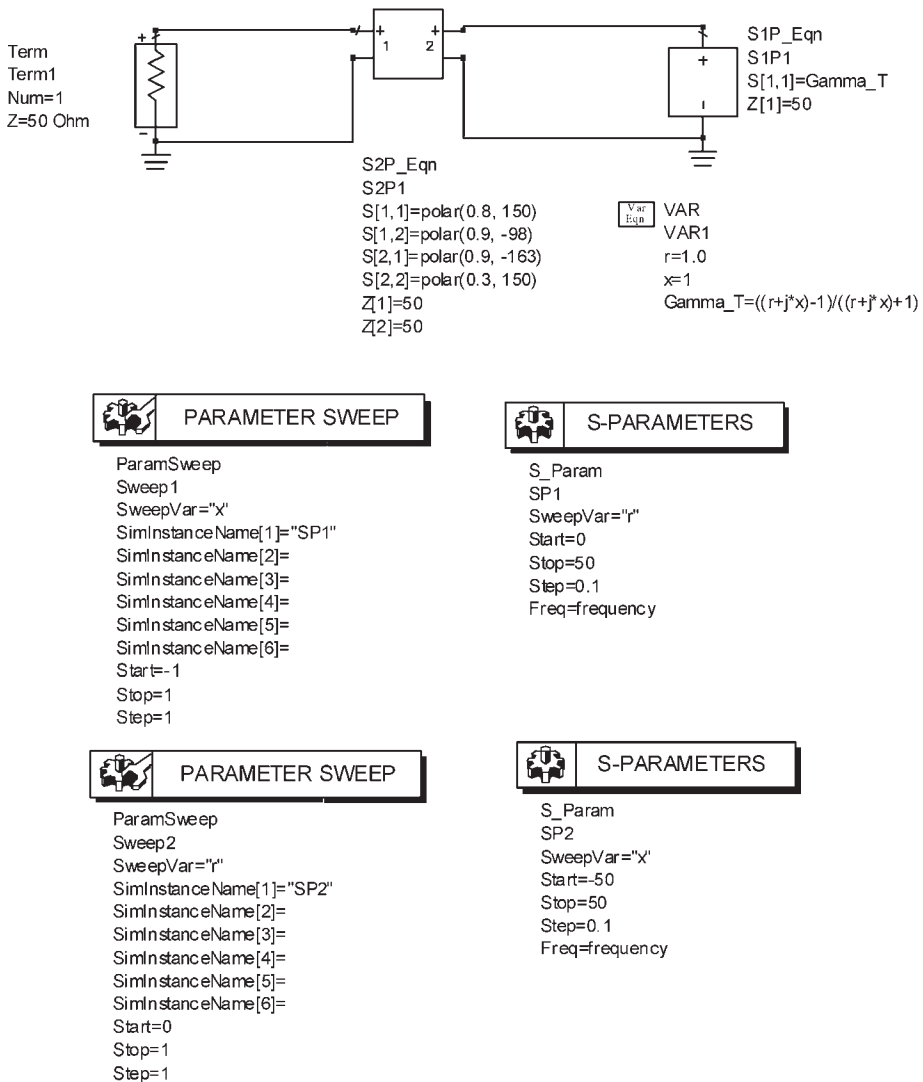 Term
Term1
Num=1
Z=50 Ohm
+
-
+
1
+
2
S1P_Eqn
S1P1
S[1,1]=Gamma_T
Z[1]=50
+
S2P_Eqn
S2P1
S[1,1]=polar(0.8, 150)
S[1,2]=polar(0.9, -98)
S[2,1]=polar(0.9, -163)
S[2,2]=polar(0.3, 150)
Z[1]=50
Z[2]=50
Var
Eqn
VAR
VAR1
r=1.0
x=1
Gamma_T=((r+j*x)-1)/((r+j*x)+1)
PARAMETER SWEEP
ParamSweep
Sweep1
SweepVar="x"
SimInstanceName[1]="SP1"
SimInstanceName[2]=
SimInstanceName[3]=
SimInstanceName[4]=
SimInstanceName[5]=
SimInstanceName[6]=
Start=-1
Stop=1
Step=1
S-PARAMETERS
S_Param
SP1
SweepVar="r"
Start=0
Stop=50
Step=0.1
Freq=frequency
PARAMETER SWEEP
ParamSweep
Sweep2
SweepVar="r"
SimInstanceName[1]="SP2"
SimInstanceName[2]=
SimInstanceName[3]=
SimInstanceName[4]=
SimInstanceName[5]=
SimInstanceName[6]=
Start=0
Stop=1
Step=1
S-PARAMETERS
S_Param
SP2
SweepVar="x"
Start=-50
Stop=50
Step=0.1
Freq=frequency